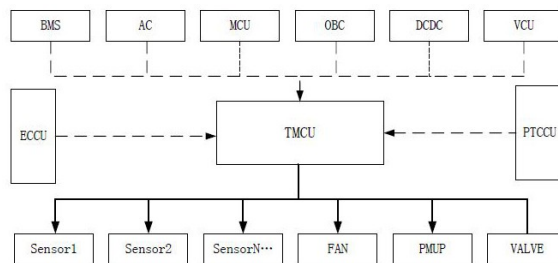 BMS
AC
MCU
OBC
DCDC
VCU
ECCU
TMCU
PTCCU
Sensor1
Sensor2
SensorN…
FAN
PMUP
VALVE